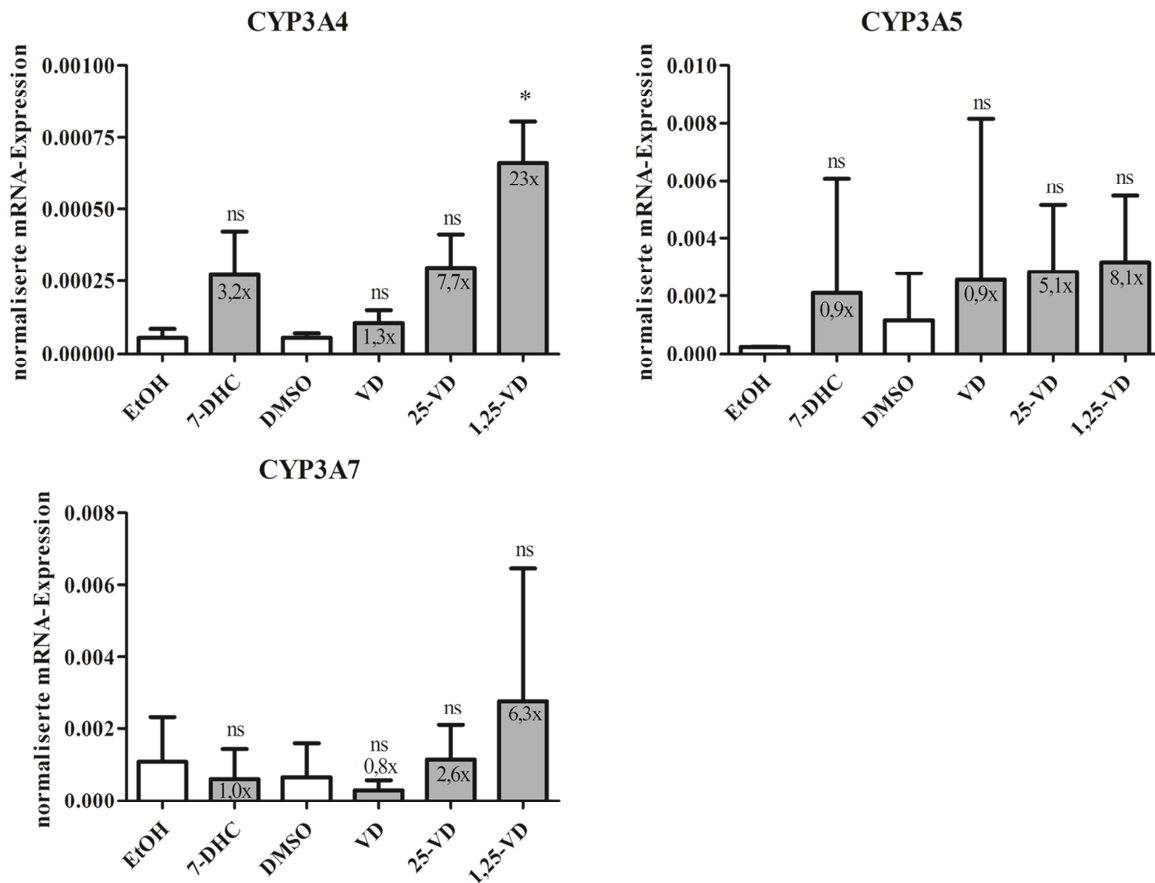 CYP3A4
normaliserte mRNA-Expression
0.00100
0.00075
0.00050
0.00025
0.00000
ns
3,2x
ns
1,3x
ns
7,7x
*
23x
EtOH
7-DHC
DMSO
VD
25-VD
1,25-VD
CYP3A5
normaliserte mRNA-Expression
0.010
0.008
0.006
0.004
0.002
0.000
ns
0,9x
ns
0,9x
ns
5,1x
ns
8,1x
EtOH
7-DHC
DMSO
VD
25-VD
1,25-VD
CYP3A7
normaliserte mRNA-Expression
0.008
0.006
0.004
0.002
0.000
ns
1,0x
ns
0,8x
ns
2,6x
ns
6,3x
EtOH
7-DHC
DMSO
VD
25-VD
1,25-VD